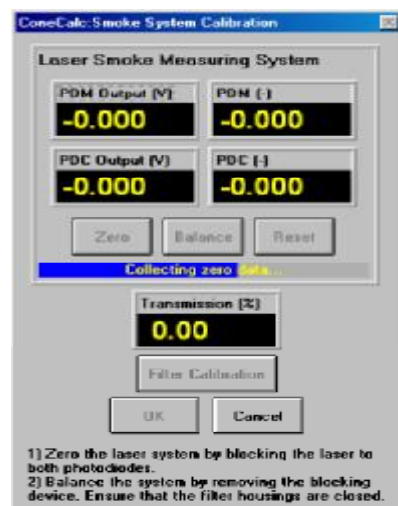 ConeCalc:Smoke System Calibration
Laser Smoke Measuring System
PDM Output (V) PDM (-)
-0.000 -0.000
PDC Output (V) PDC (-)
-0.000 -0.000
Zero Balance Reset
Collecting zero data...
Transmission (%)
0.00
Filter Calibration
OK Cancel
1) Zero the laser system by blocking the laser to
both photodiodes.
2) Balance the system by removing the blocking
device. Ensure that the filter housings are closed.